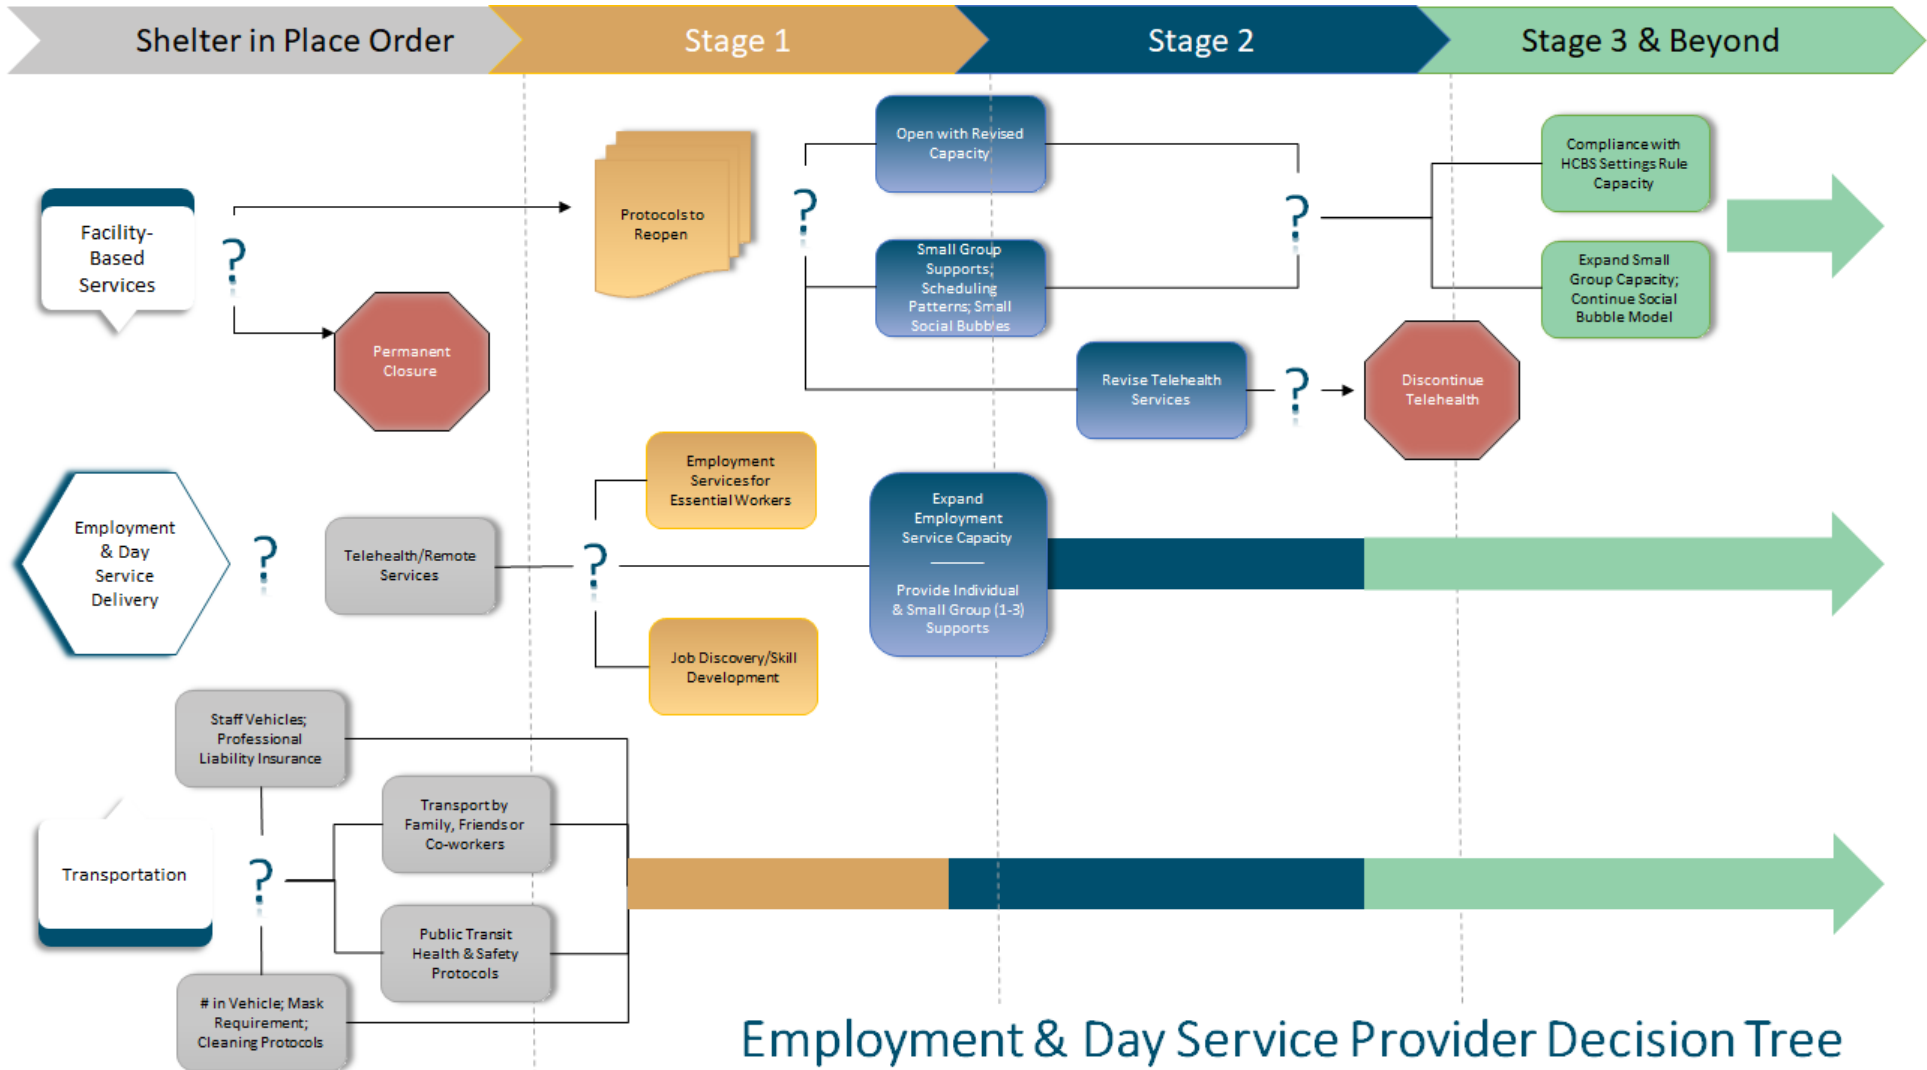 Shelter in Place Order
Stage 1
Stage 2
Stage 3 & Beyond
Facility-
Based
Services
?
Permanent
Closure
Protocols to
Reopen
?
Open with Revised
Capacity
Small Group
Supports;
Scheduling
Patterns; Small
Social Bubbles
Revise Telehealth
Services
?
?
Discontinue
Telehealth
Compliance with
HCBS Settings Rule
Capacity
Expand Small
Group Capacity;
Continue Social
Bubble Model
Employment
& Day
Service
Delivery
?
Telehealth/Remote
Services
?
Employment
Services for
Essential Workers
Job Discovery/Skill
Development
Expand
Employment
Service Capacity
Provide Individual
& Small Group (1-3)
Supports
Transportation
?
Staff Vehicles;
Professional
Liability Insurance
Transport by
Family, Friends or
Co-workers
Public Transit
Health & Safety
Protocols
# in Vehicle; Mask
Requirement;
Cleaning Protocols
Employment & Day Service Provider Decision Tree